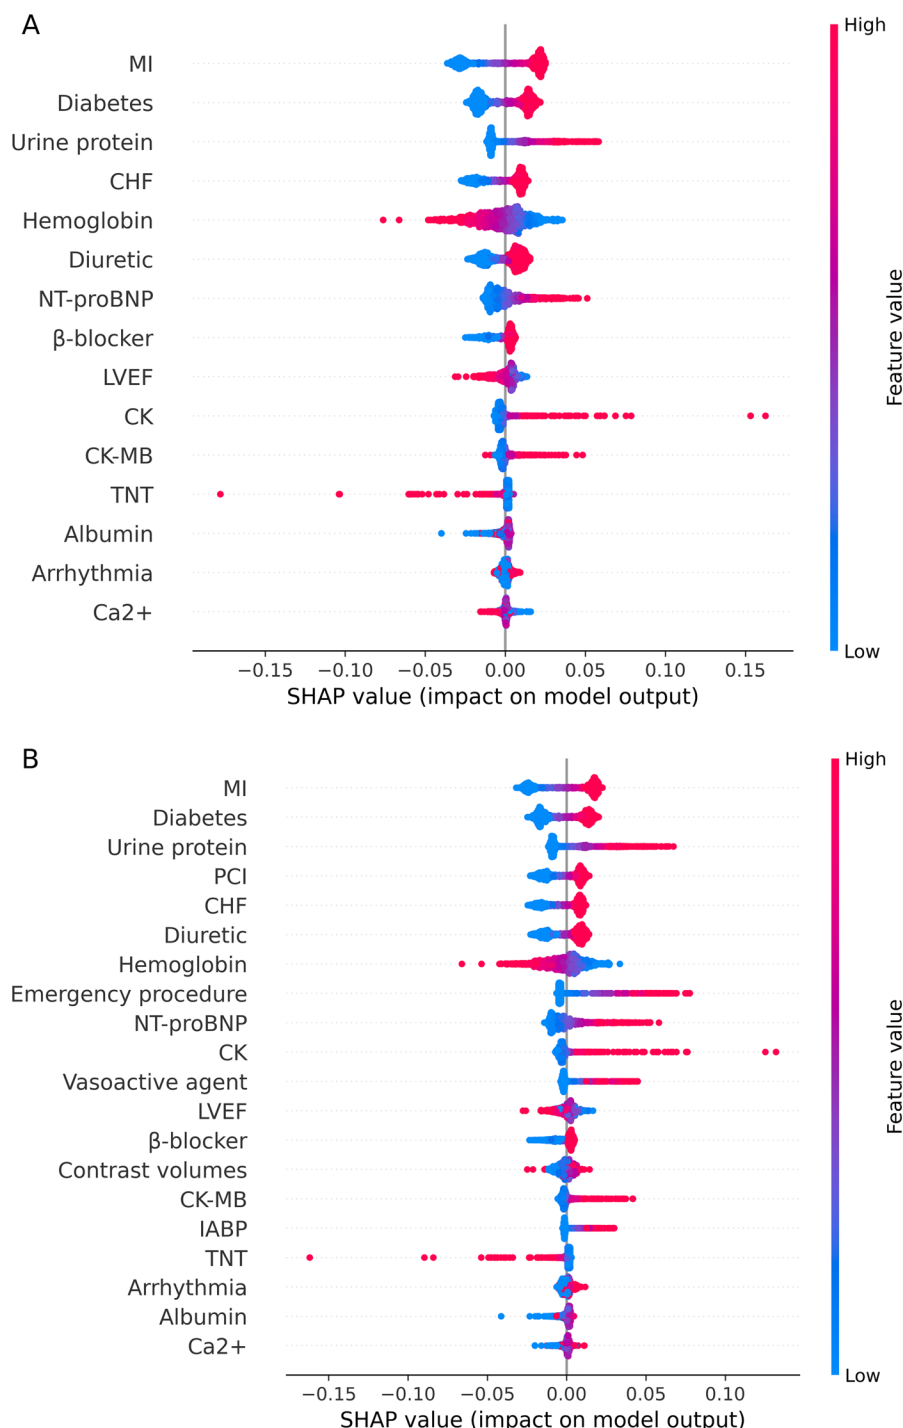 A
High
MI
Diabetes
Urine protein
CHF
Hemoglobin
Diuretic
NT-proBNP
β-blocker
LVEF
CK
CK-MB
TNT
Albumin
Arrhythmia
Ca2+
Feature value
Low
−0.15 −0.10 −0.05 0.00 0.05 0.10 0.15
SHAP value (impact on model output)
B
High
MI
Diabetes
Urine protein
PCI
CHF
Diuretic
Hemoglobin
Emergency procedure
NT-proBNP
CK
Vasoactive agent
LVEF
β-blocker
Contrast volumes
CK-MB
IABP
TNT
Arrhythmia
Albumin
Ca2+
Feature value
Low
−0.15 −0.10 −0.05 0.00 0.05 0.10
SHAP value (impact on model output)